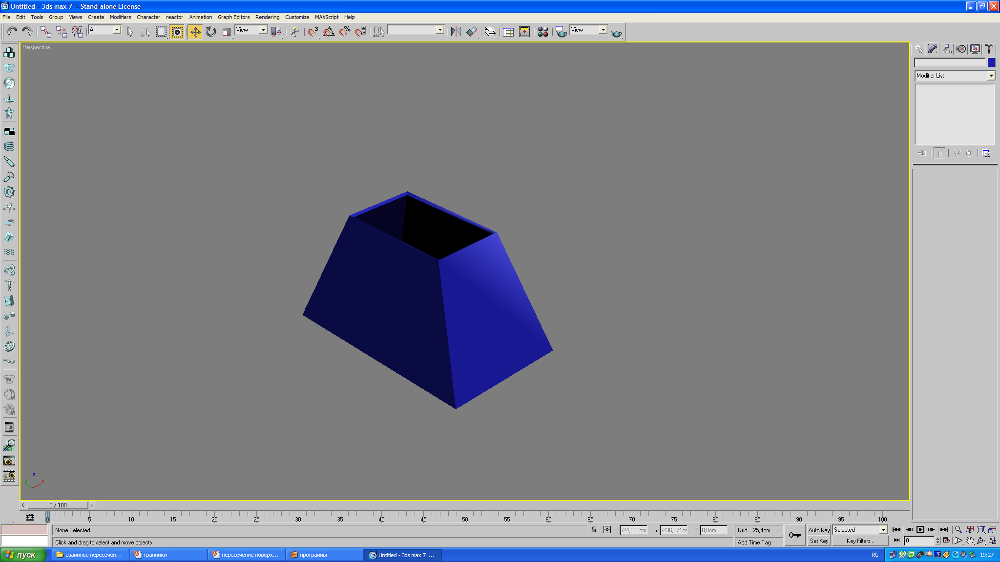 Untitled - 3ds max 7 - Stand-alone License
File Edit Tools Group Views Create Modifiers Character reactor Animation Graph Editors Rendering Customize MAXScript Help
All View View
Perspective
Modifier List
z
y x
0 / 100
0 5 10 15 20 25 30 35 40 45 50 55 60 65 70 75 80 85 90 95 100
None Selected X: -24,982cm Y: -236,871cm Z: 0,0cm Grid = 25,4cm Auto Key Selected
Click and drag to select and move objects Add Time Tag Set Key Key Filters... 0
пуск взаимное пересечен... гранники пересечение поверх... программы Untitled - 3ds max 7 ... RU 19:27